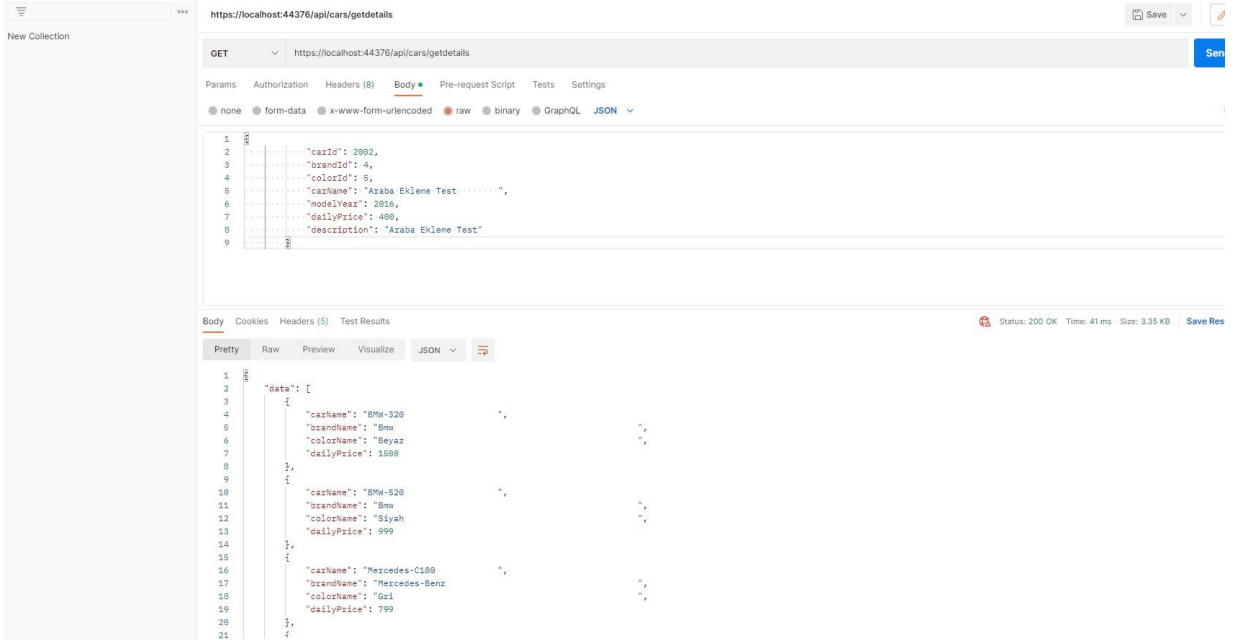 https://localhost:44376/api/cars/getdetails
Save
New Collection
GET https://localhost:44376/api/cars/getdetails
Sen
Params Authorization Headers (8) Body Pre-request Script Tests Settings
none form-data x-www-form-urlencoded raw binary GraphQL JSON
1 {
2 "carId": 2002,
3 "brandId": 4,
4 "colorId": 5,
5 "carName": "Araba Ekleme Test ",
6 "modelYear": 2016,
7 "dailyPrice": 400,
8 "description": "Araba Ekleme Test"
9 }
Body Cookies Headers (5) Test Results
Status: 200 OK Time: 41 ms Size: 3.35 KB Save Res
Pretty Raw Preview Visualize JSON
1 {
2 "data": [
3 {
4 "carName": "BMW-320 ",
5 "brandName": "Bmw ",
6 "colorName": "Beyaz ",
7 "dailyPrice": 1500
8 },
9 {
10 "carName": "BMW-520 ",
11 "brandName": "Bmw ",
12 "colorName": "Siyah ",
13 "dailyPrice": 999
14 },
15 {
16 "carName": "Mercedes-C180 ",
17 "brandName": "Mercedes-Benz ",
18 "colorName": "Gri ",
19 "dailyPrice": 799
20 },
21 {